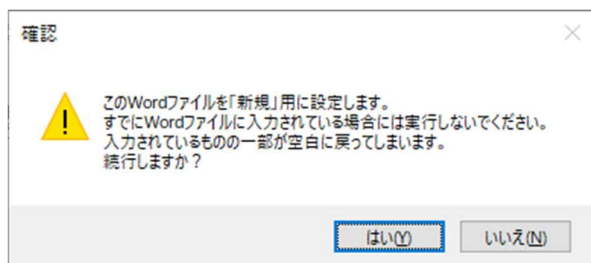 確認
このWordファイルを「新規」用に設定します。
すでにWordファイルに入力されている場合には実行しないでください。
入力されているものの一部が空白に戻ってしまいます。
続行しますか？
はい(Y)
いいえ(N)